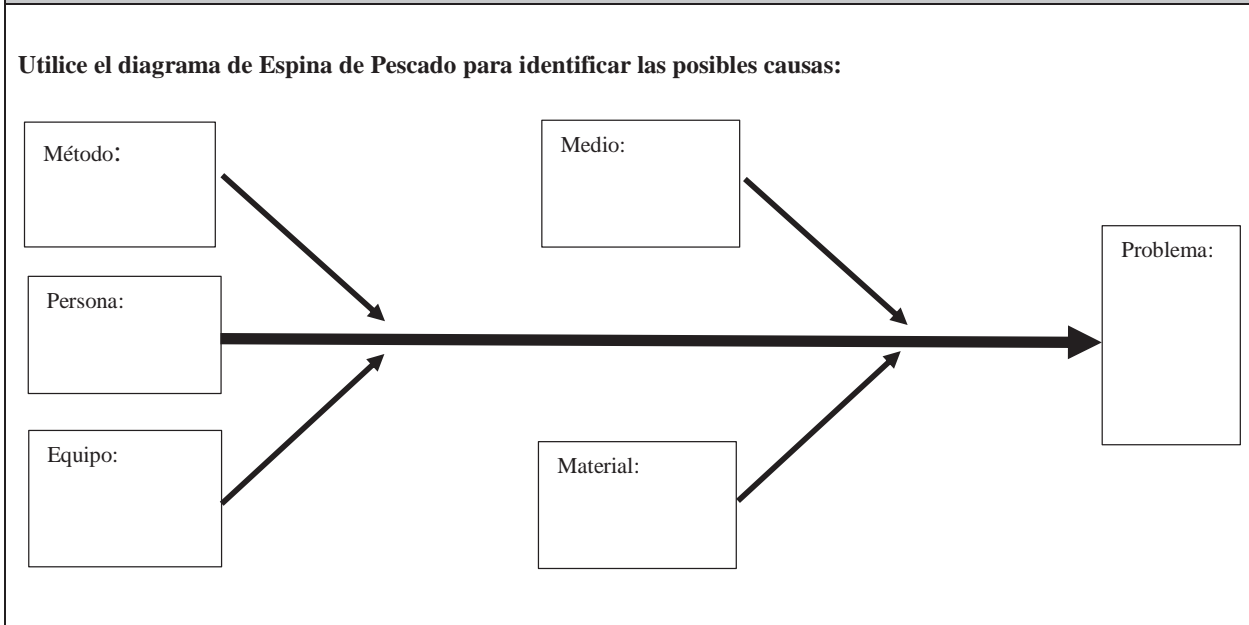 Utilice el diagrama de Espina de Pescado para identificar las posibles causas:
Método:
Medio:
Problema:
Persona:
Equipo:
Material: